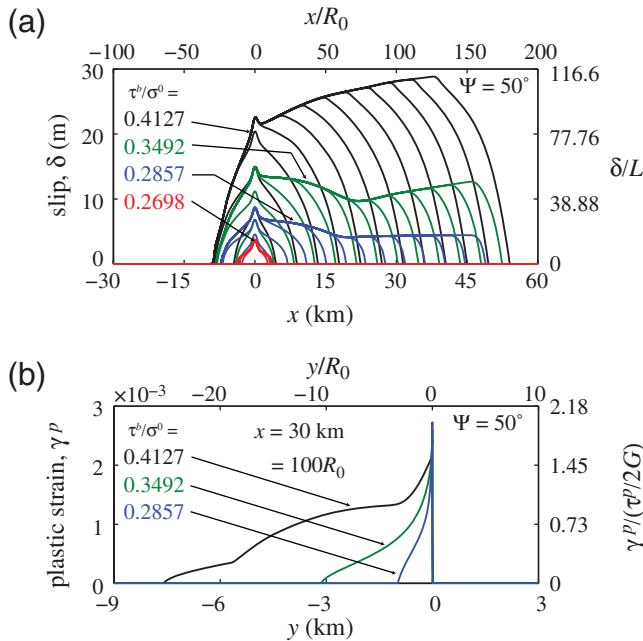 (a)
x/R₀
-100 -50 0 50 100 150 200
30 116.6
τᵇ/σ⁰ =
Ψ = 50°
0.4127
20 77.76
0.3492
slip, δ (m) δ/L
0.2857
10 38.88
0.2698
0 0
-30 -15 0 15 30 45 60
x (km)
(b)
y/R₀
×10⁻³ -20 -10 0 10
3 2.18
τᵇ/σ⁰ =
x = 30 km
Ψ = 50°
0.4127
= 100R₀
2 1.45
0.3492
plastic strain, γᵖ γᵖ/(τᵖ/2G)
0.2857
1 0.73
0 0
-9 -6 -3 0 3
y (km)